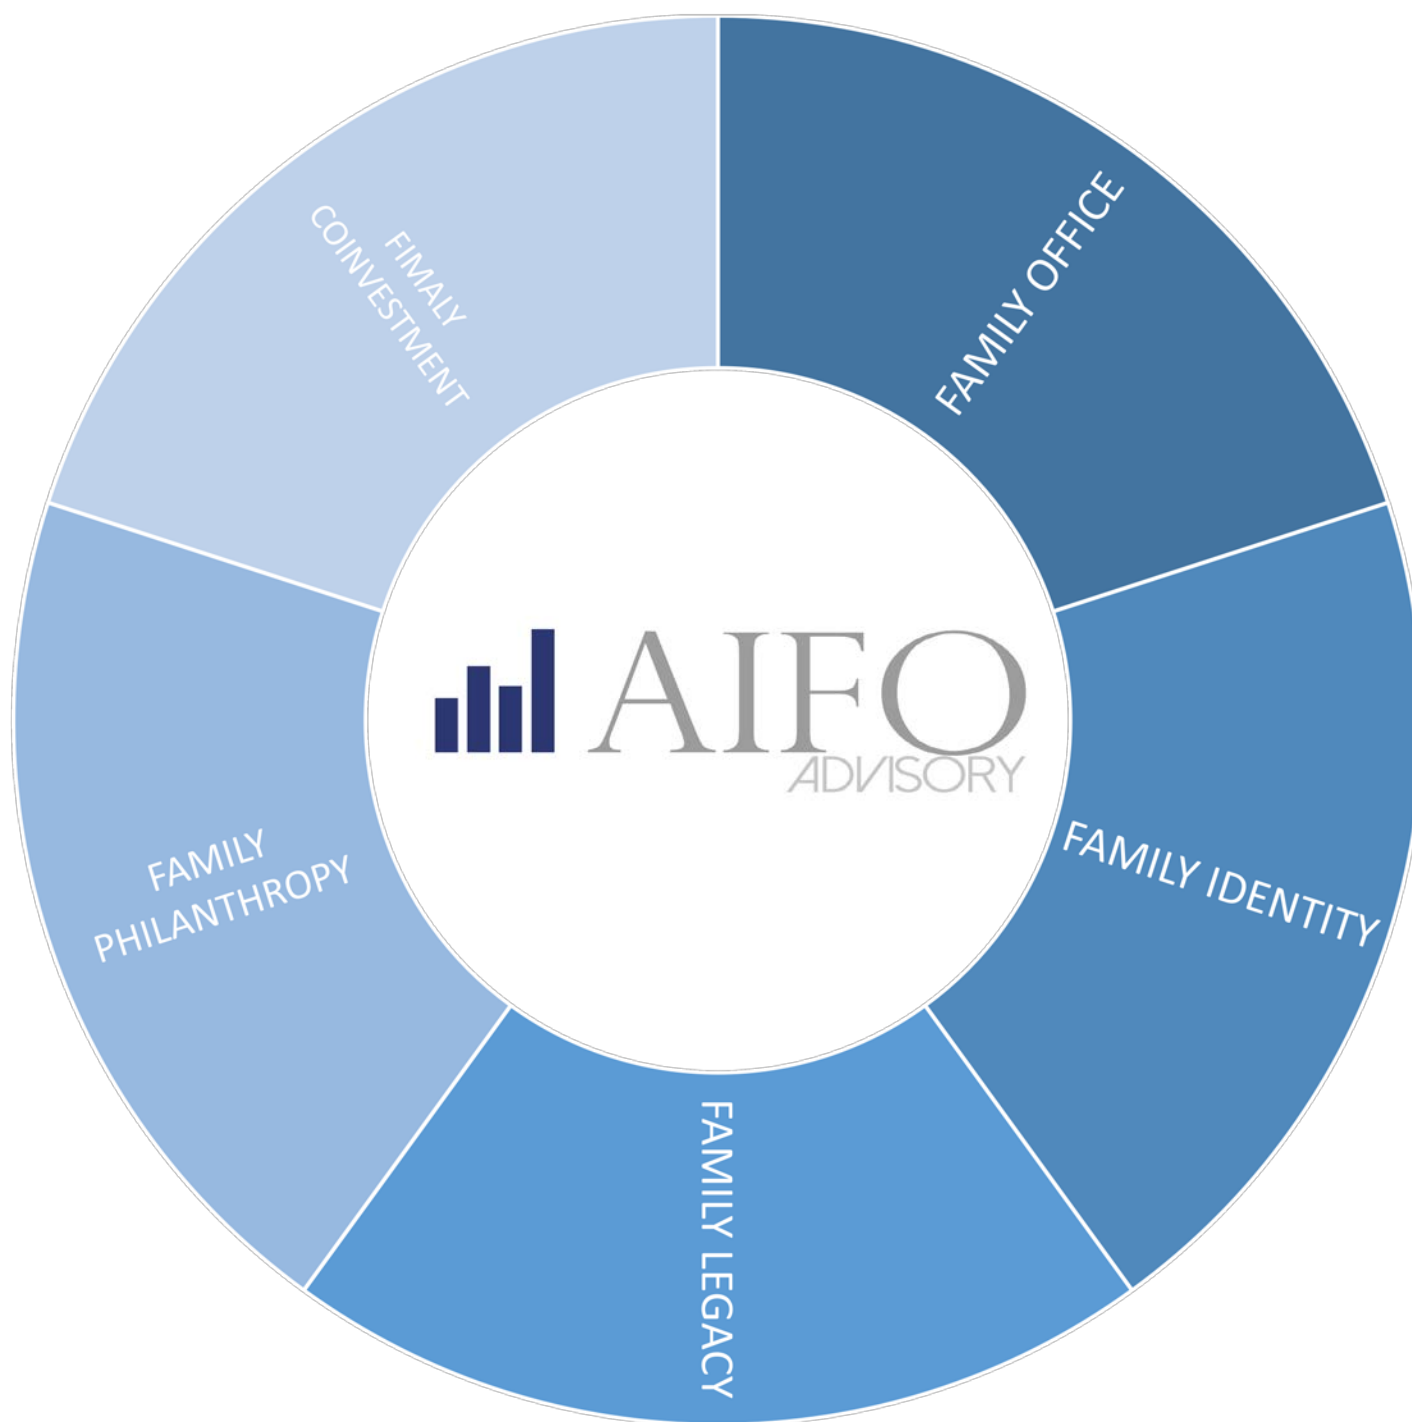 FAMILY OFFICE
FAMILY IDENTITY
FAMILY LEGACY
FAMILY
PHILANTHROPY
FIMALY
COINVESTMENT
AIFO
ADVISORY